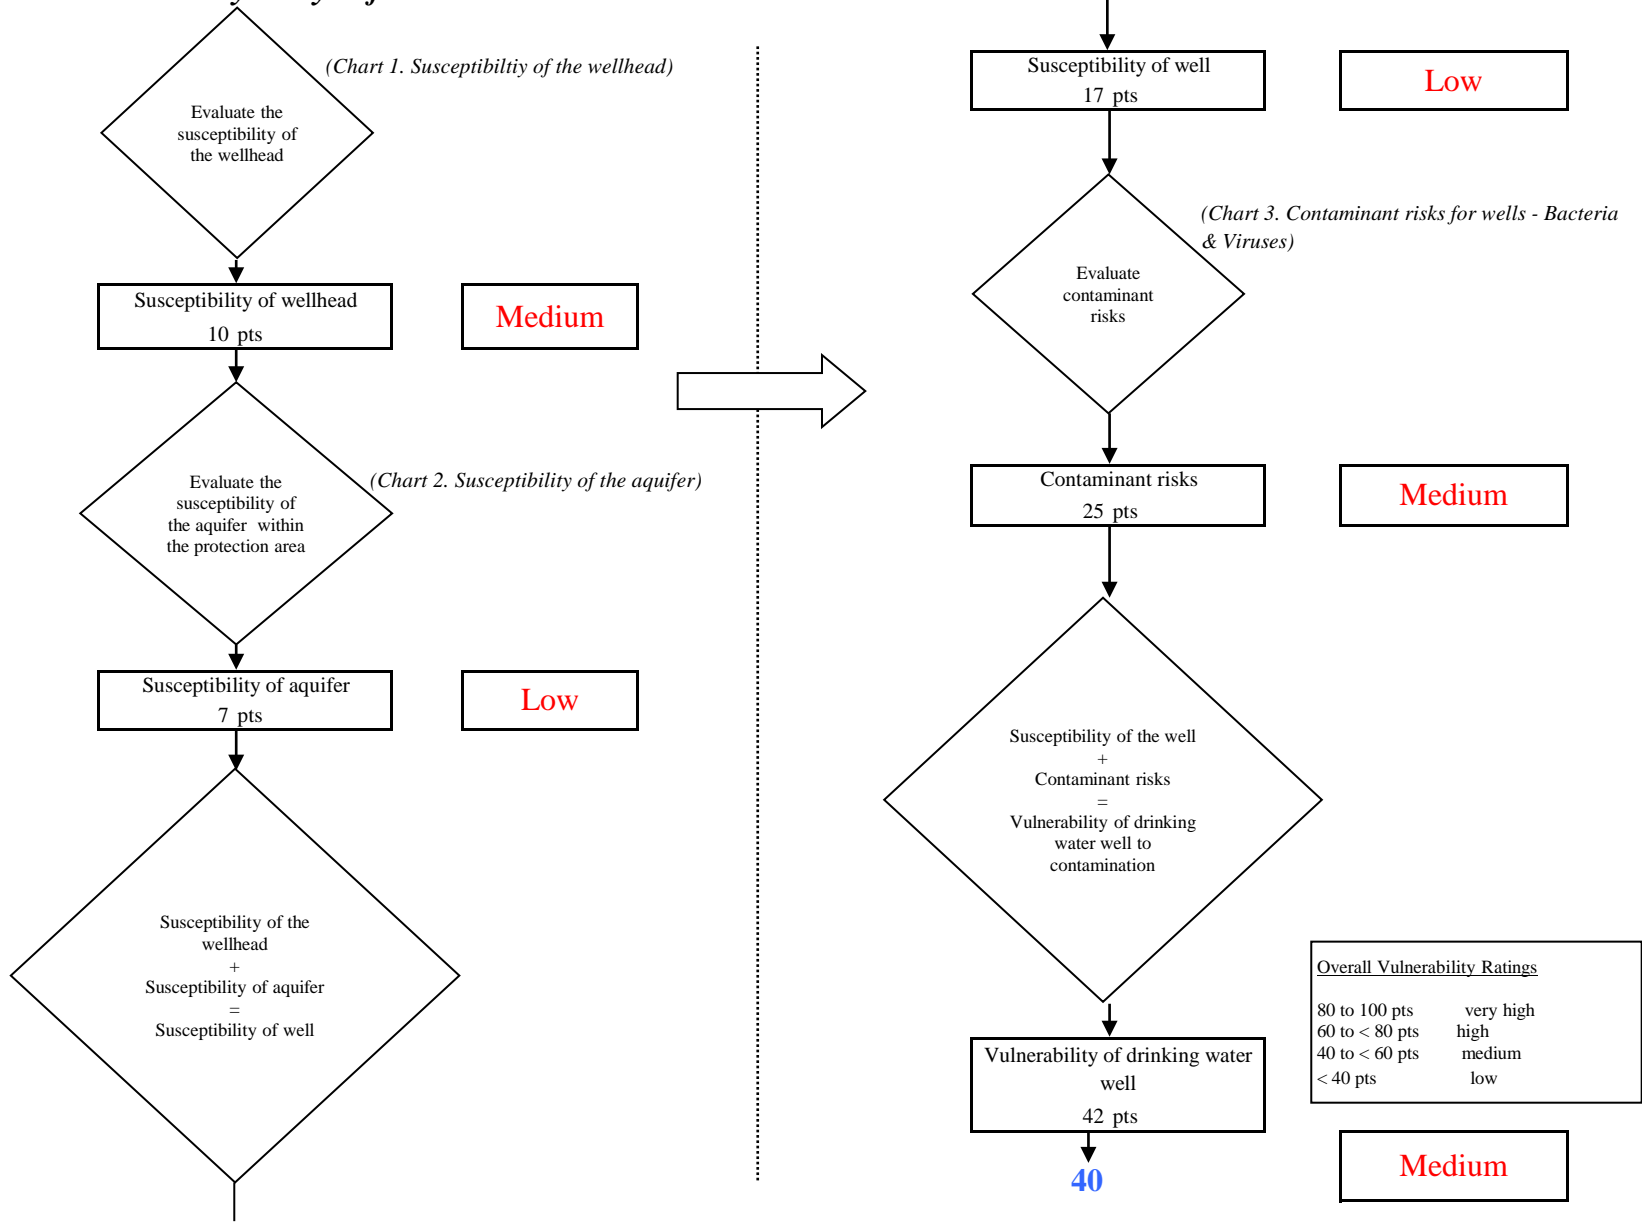 (Chart 1. Susceptibiltiy of the wellhead)
Evaluate the
susceptibility of
the wellhead
Susceptibility of wellhead
10 pts
Medium
Evaluate the
susceptibility of
the aquifer within
the protection area
(Chart 2. Susceptibility of the aquifer)
Susceptibility of aquifer
7 pts
Low
Susceptibility of the
wellhead
+
Susceptibility of aquifer
=
Susceptibility of well
Susceptibility of well
17 pts
Low
(Chart 3. Contaminant risks for wells - Bacteria
& Viruses)
Evaluate
contaminant
risks
Contaminant risks
25 pts
Medium
Susceptibility of the well
+
Contaminant risks
=
Vulnerability of drinking
water well to
contamination
Vulnerability of drinking water
well
42 pts
40
Overall Vulnerability Ratings
80 to 100 pts very high
60 to < 80 pts high
40 to < 60 pts medium
< 40 pts low
Medium